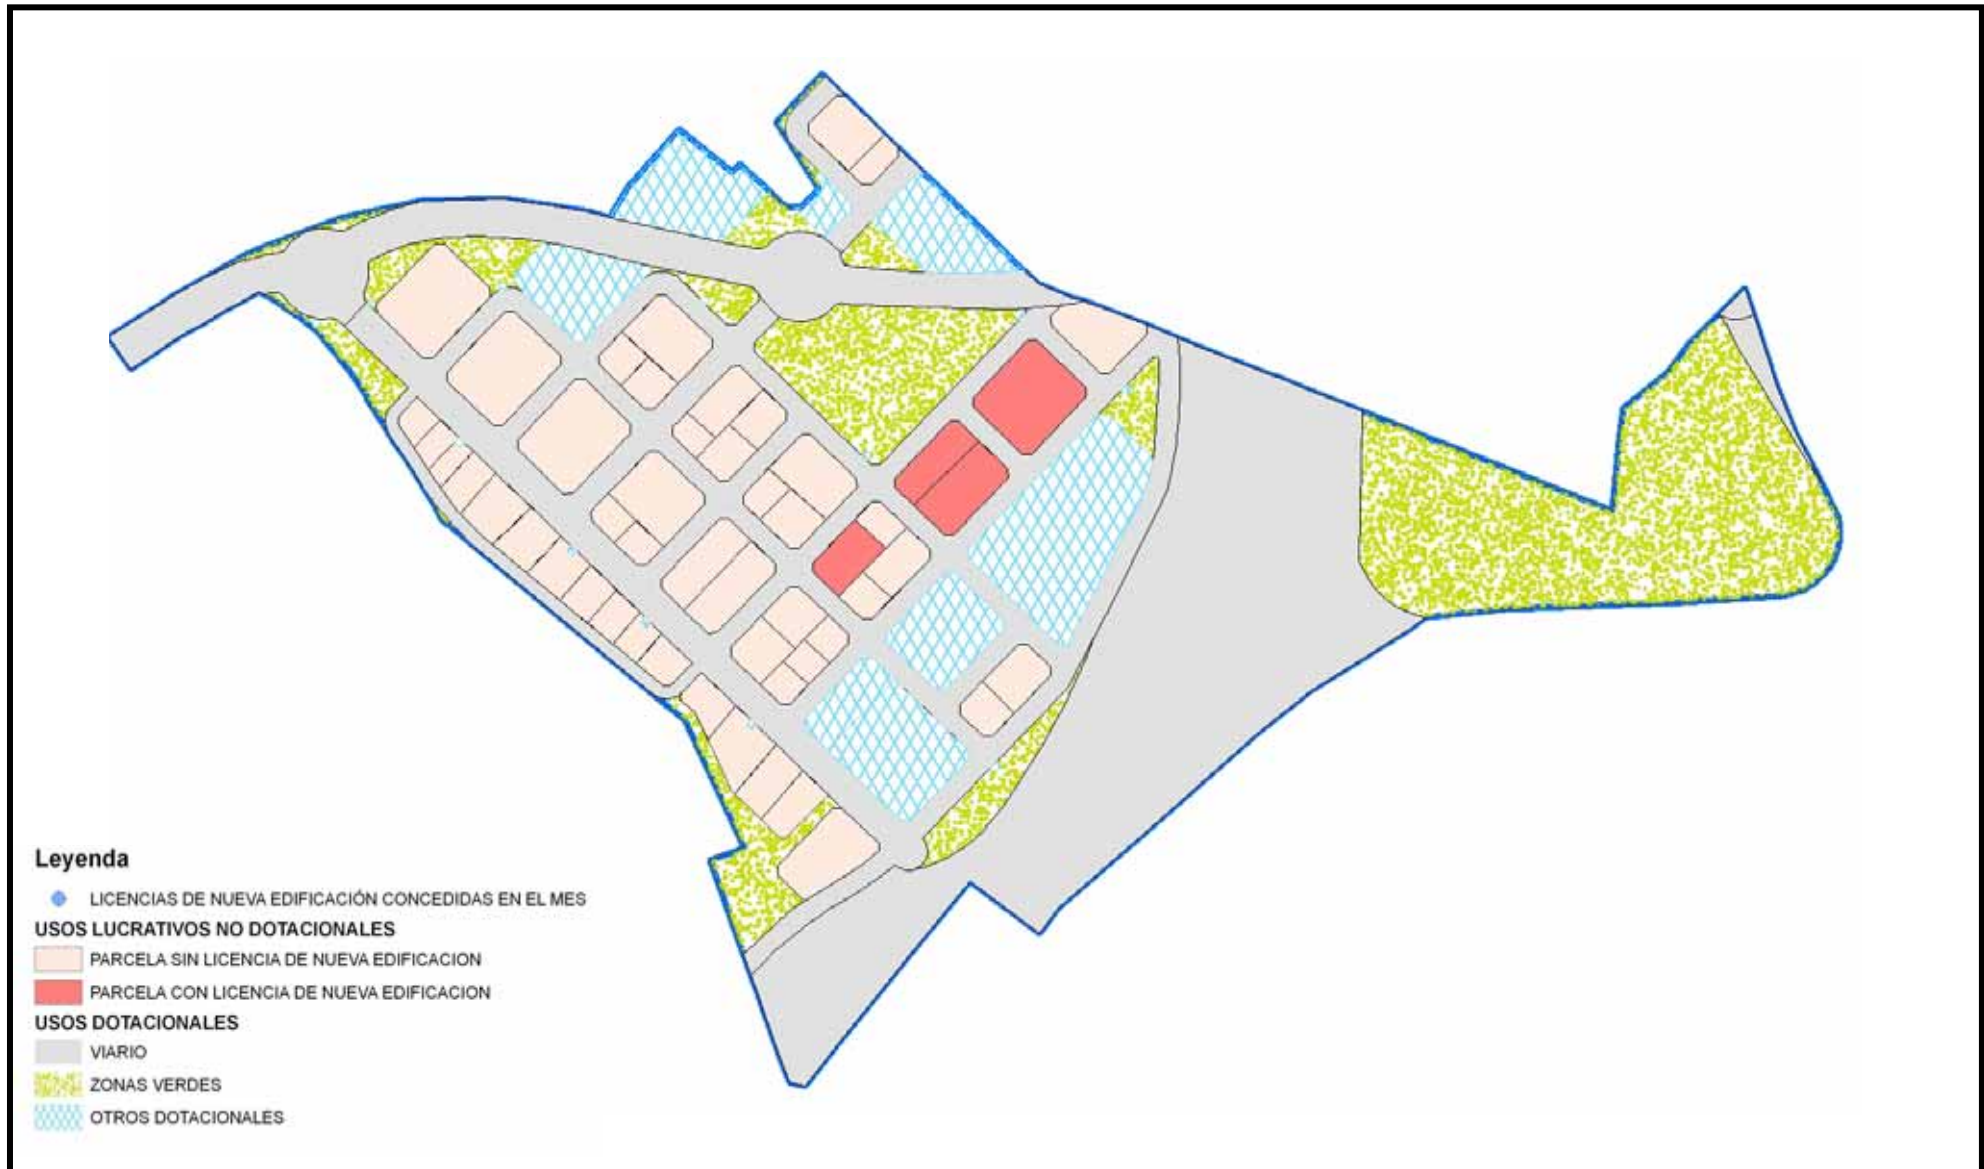 Leyenda
LICENCIAS DE NUEVA EDIFICACIÓN CONCEDIDAS EN EL MES
USOS LUCRATIVOS NO DOTACIONALES
PARCELA SIN LICENCIA DE NUEVA EDIFICACION
PARCELA CON LICENCIA DE NUEVA EDIFICACION
USOS DOTACIONALES
VIARIO
ZONAS VERDES
OTROS DOTACIONALES